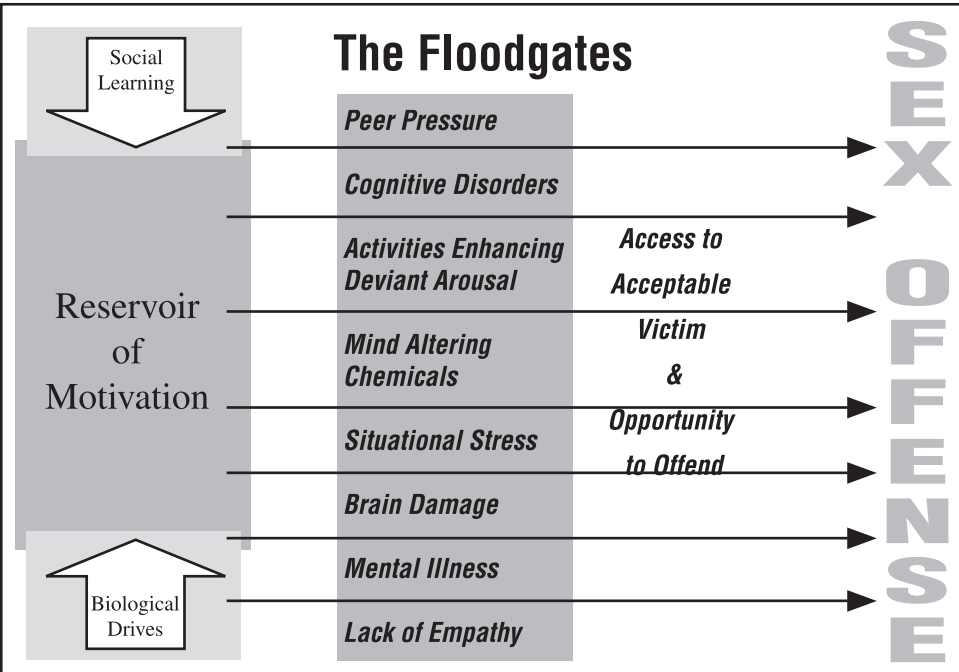 The Floodgates
Social
Learning
Reservoir
of
Motivation
Biological
Drives
Peer Pressure
Cognitive Disorders
Activities Enhancing
Deviant Arousal
Mind Altering
Chemicals
Situational Stress
Brain Damage
Mental Illness
Lack of Empathy
Access to
Acceptable
Victim
&
Opportunity
to Offend
SEX OFFENSE